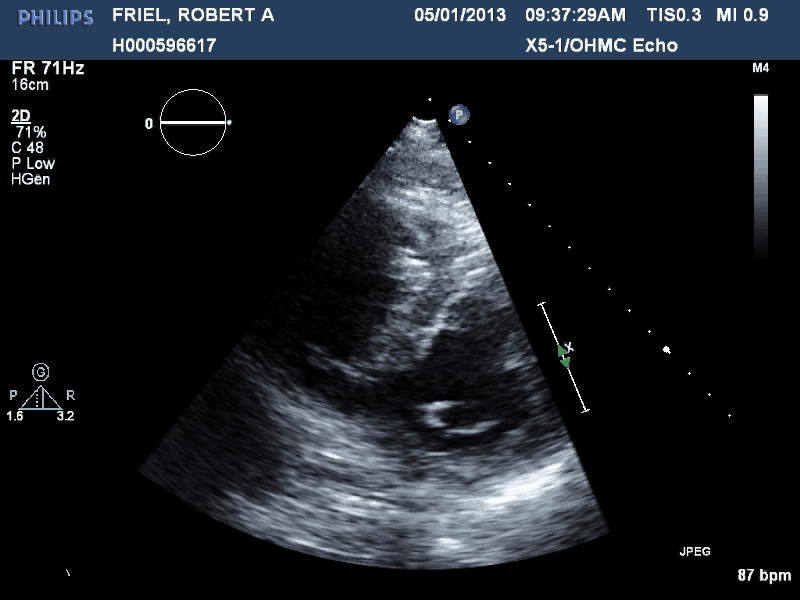 PHILIPS FRIEL, ROBERT A 05/01/2013 09:37:29AM TIS0.3 MI 0.9
H000596617 X5-1/OHMC Echo
FR 71Hz
16cm
M4
P
0
2D
71%
C 48
P Low
HGen
X
G
P R
1.6 3.2
JPEG
87 bpm